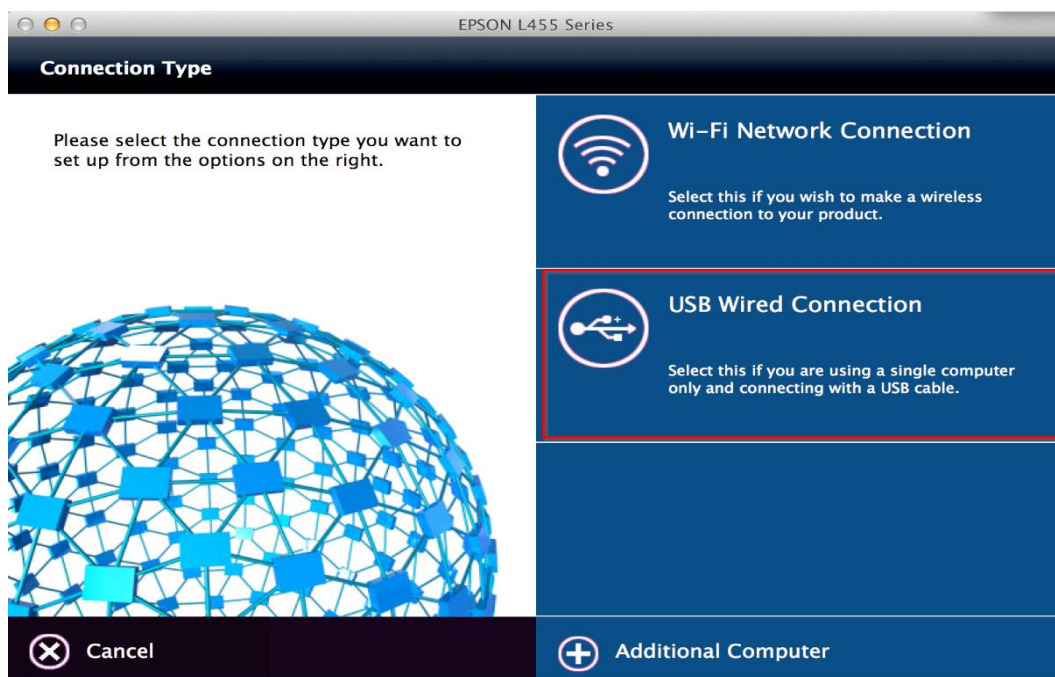 EPSON L455 Series
Connection Type
Please select the connection type you want to
set up from the options on the right.
Wi-Fi Network Connection
Select this if you wish to make a wireless
connection to your product.
USB Wired Connection
Select this if you are using a single computer
only and connecting with a USB cable.
Cancel
Additional Computer